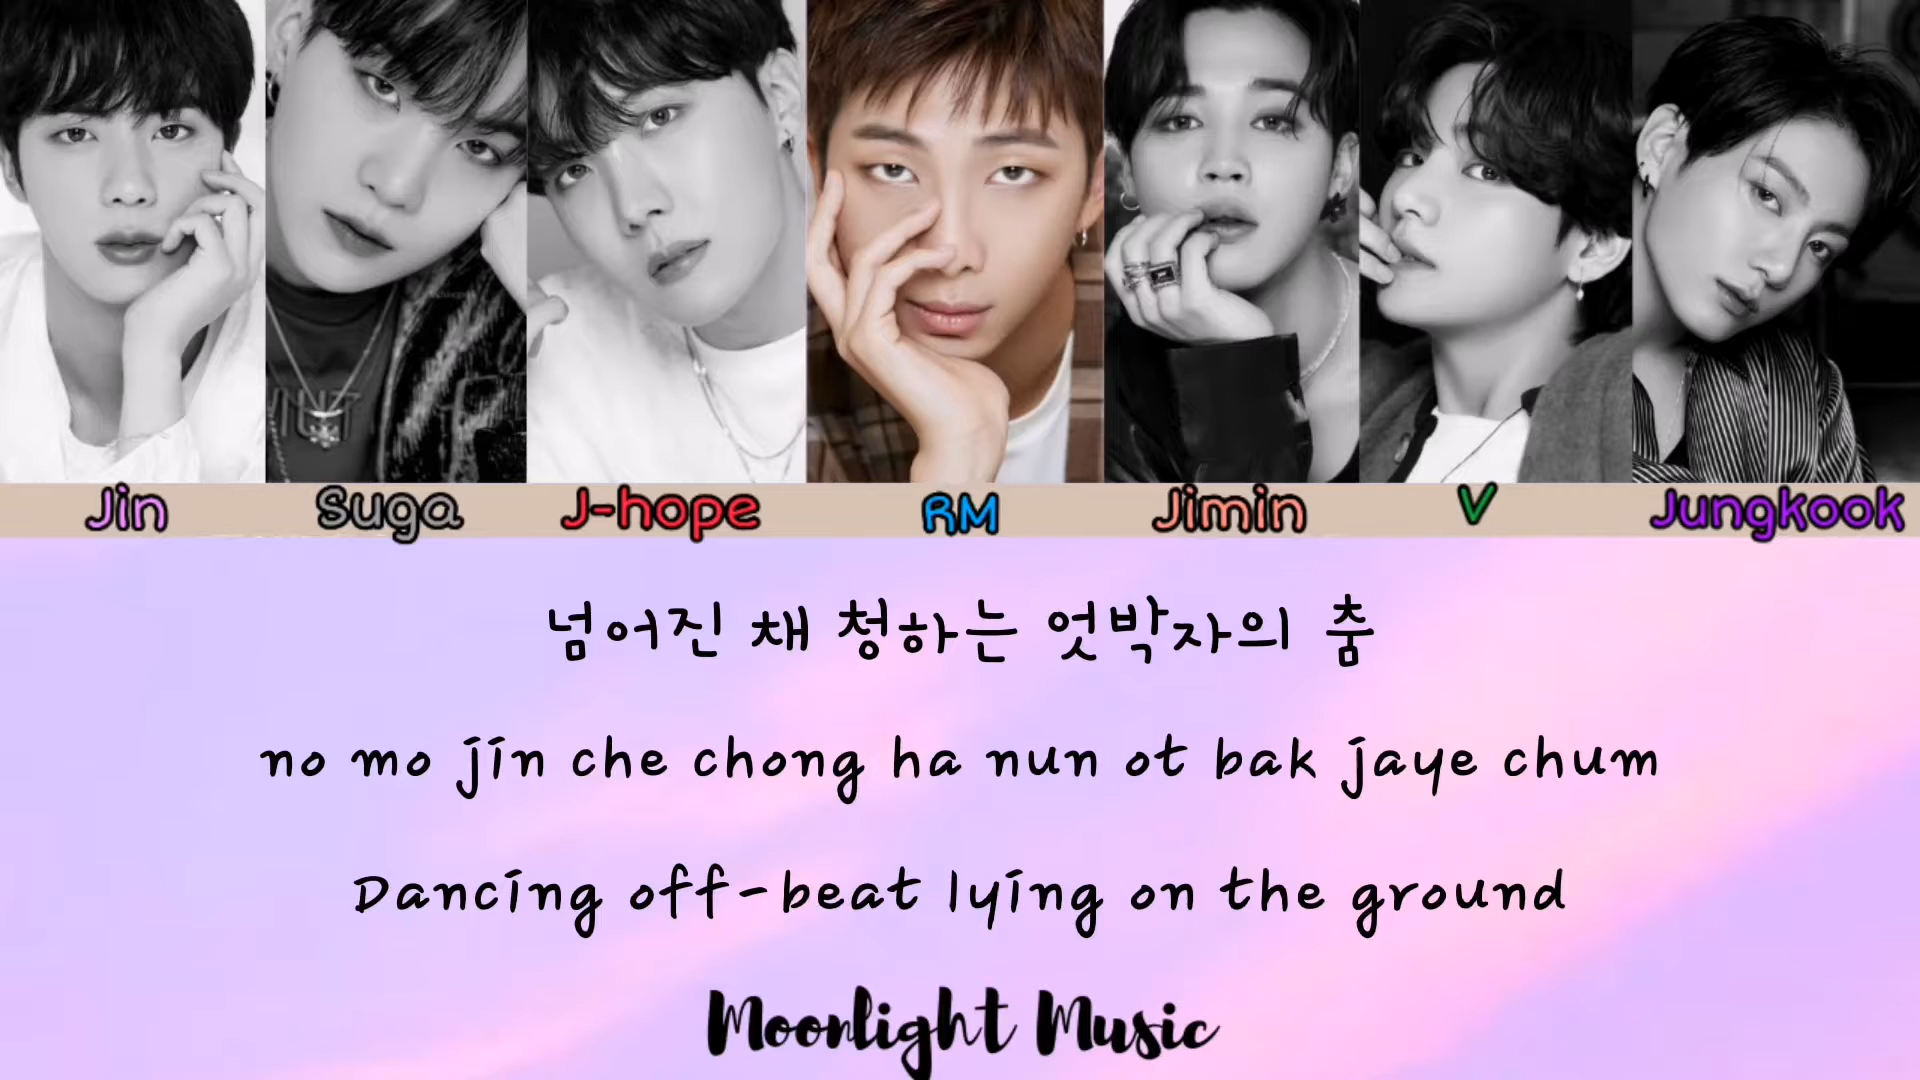 Jin Suga J-hope RM Jimin V Jungkook
넘어진 채 청하는 엇박자의 춤
no mo jin che chong ha nun ot bak jaye chum
Dancing off-beat lying on the ground
Moonlight Music